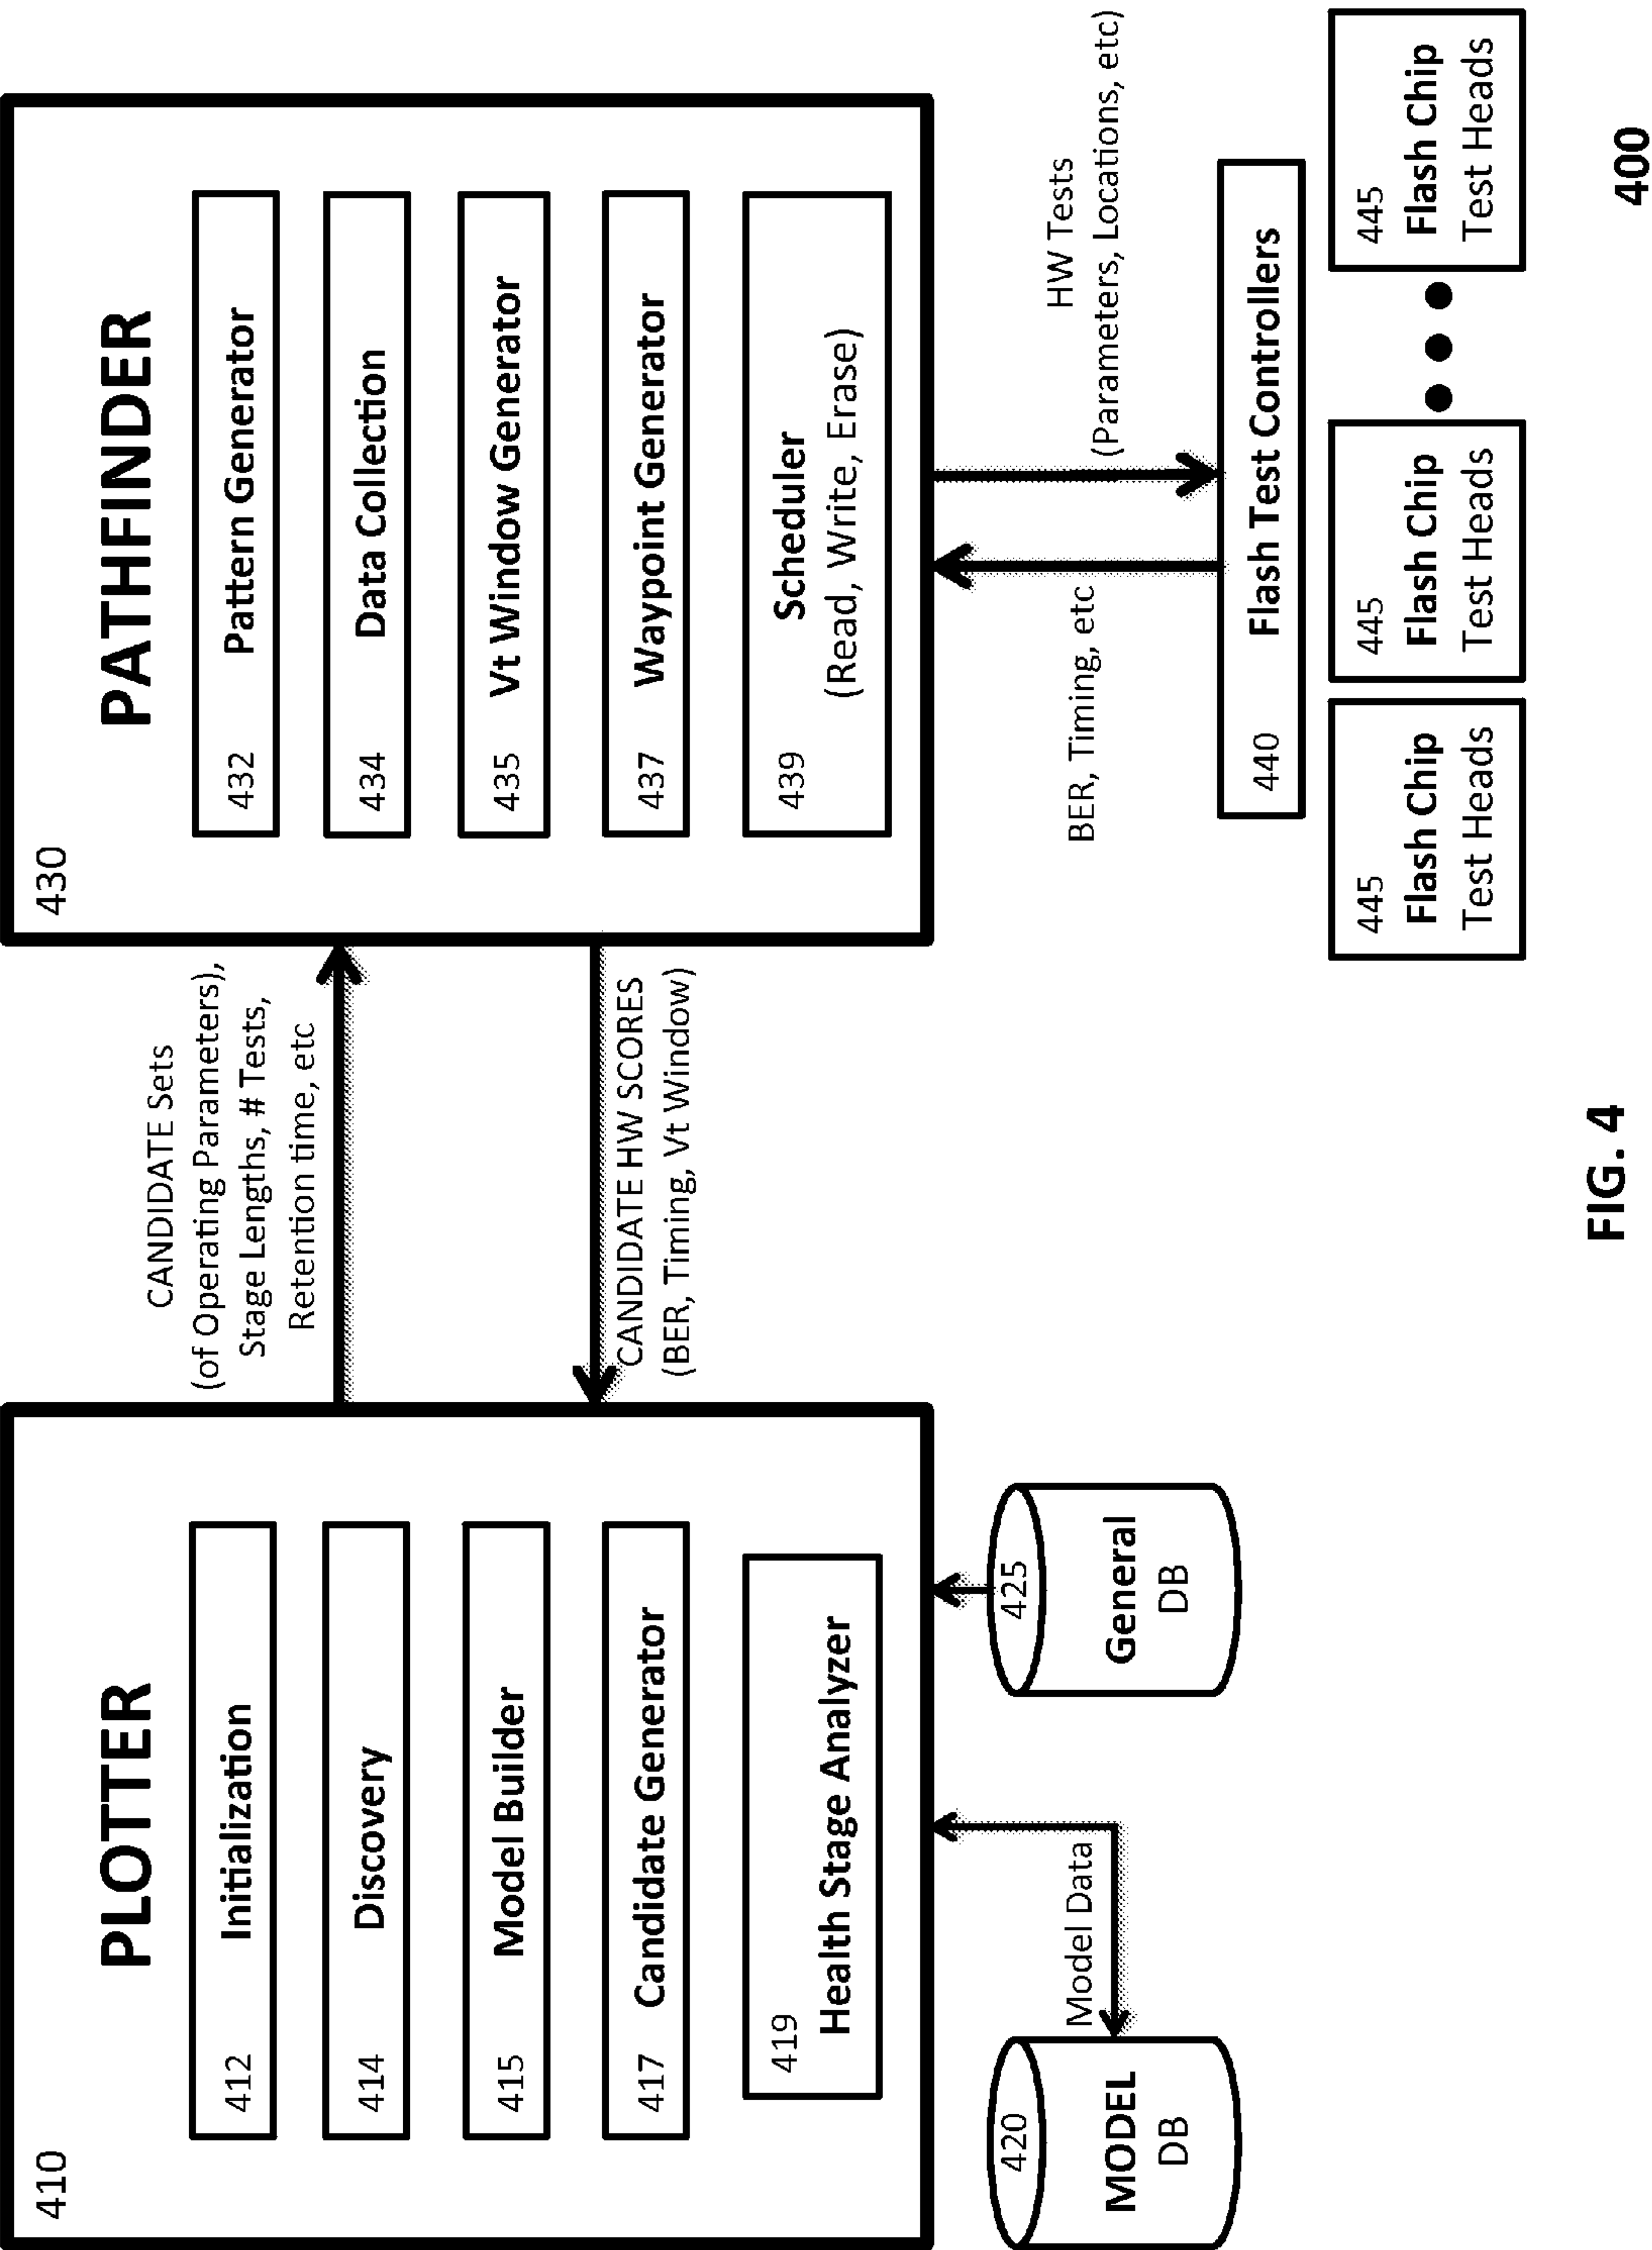 410
PLOTTER
412 Initialization
414 Discovery
415 Model Builder
417 Candidate Generator
419
Health Stage Analyzer
420
MODEL
DB
Model Data
425
General
DB
CANDIDATE Sets
(of Operating Parameters),
Stage Lengths, # Tests,
Retention time, etc
CANDIDATE HW SCORES
(BER, Timing, Vt Window)
430
PATHFINDER
432 Pattern Generator
434 Data Collection
435 Vt Window Generator
437 Waypoint Generator
439 Scheduler
(Read, Write, Erase)
BER, Timing, etc
HW Tests
(Parameters, Locations, etc)
440 Flash Test Controllers
445
Flash Chip
Test Heads
445
Flash Chip
Test Heads
445
Flash Chip
Test Heads
FIG. 4
400